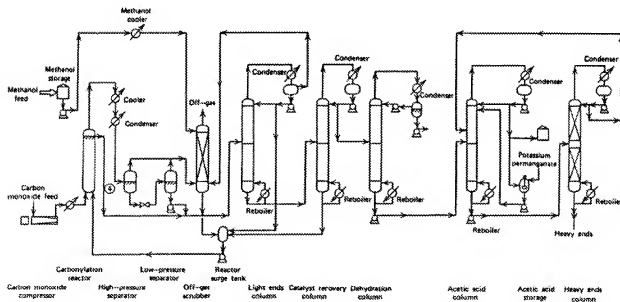 Methanol
cooler
Methanol
storage
Methanol
feed
Cooler
Condenser
Off-gas
Condenser
Condenser
Condenser
Condenser
Condenser
Potassium
permanganate
Carbon
monoxide feed
Reboiler
Reboiler
Reboiler
Reboiler
Reboiler
Heavy ends
Carbon monoxide
compressor
Carbonylation
reactor
High-pressure
separator
Low-pressure
separator
Off-gas
scrubber
Reactor
surge tank
Light ends
column
Catalyst recovery
column
Dehydration
column
Acetic acid
column
Acetic acid
storage
Heavy ends
column